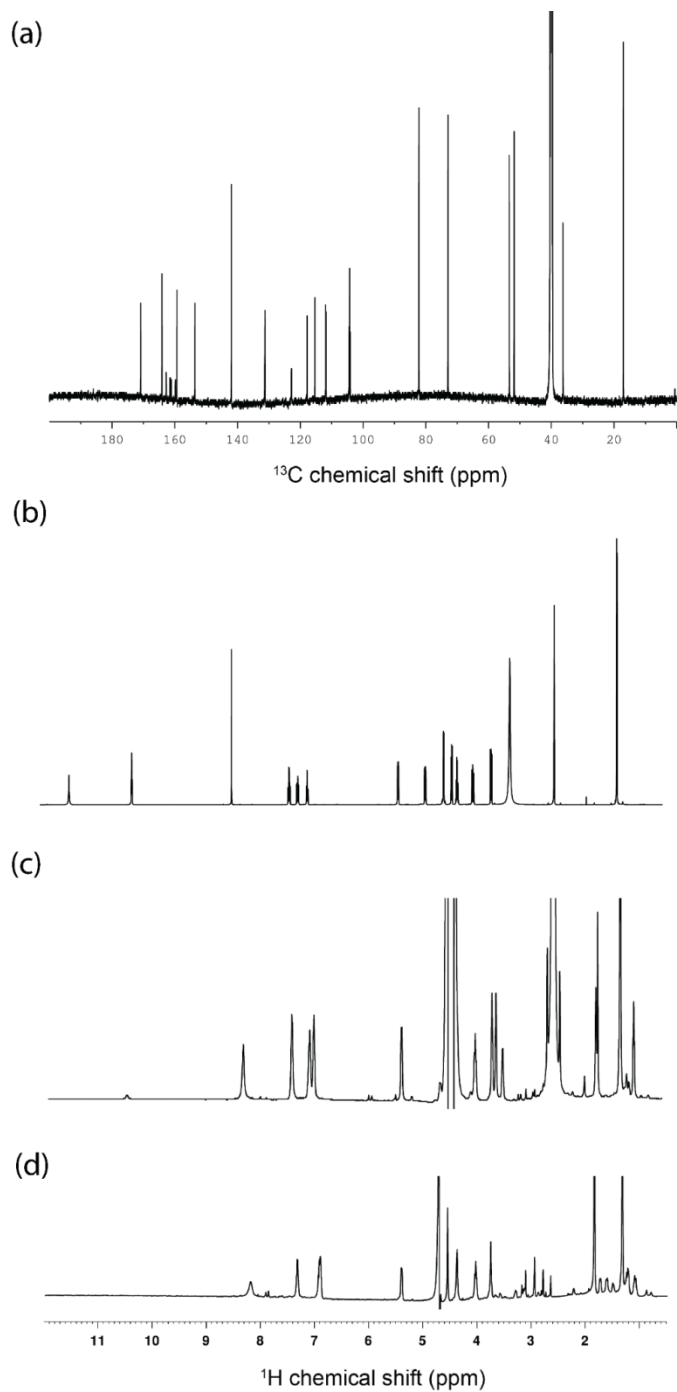 (a)
180 160 140 120 100 80 60 40 20
¹³C chemical shift (ppm)
(b)
(c)
(d)
11 10 9 8 7 6 5 4 3 2
¹H chemical shift (ppm)